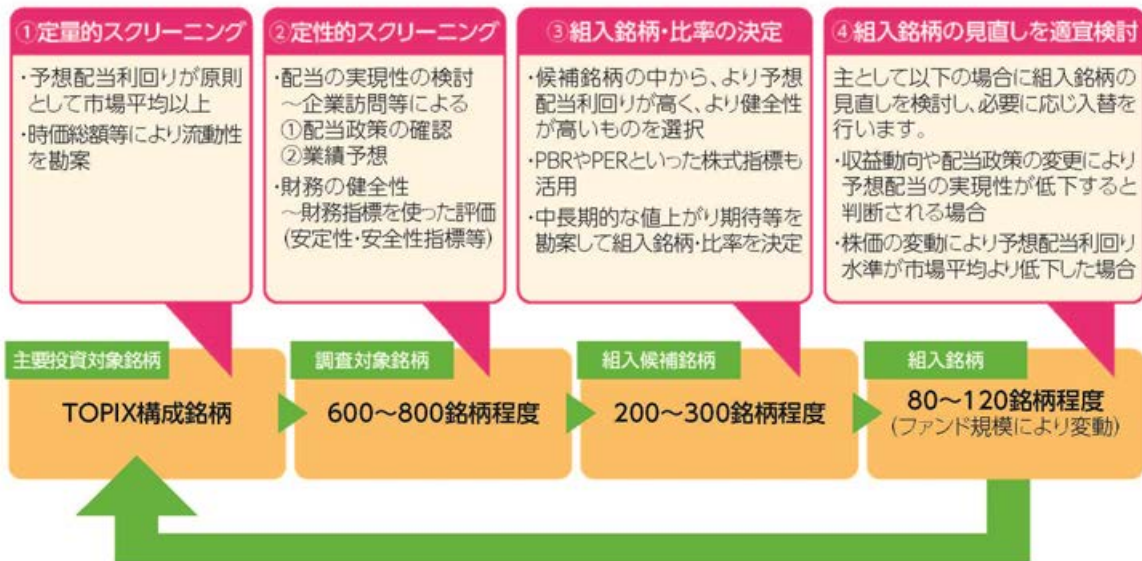 ①定量的スクリーニング
・予想配当利回りが原則
として市場平均以上
・時価総額等により流動性
を勘案
②定性的スクリーニング
・配当の実現性の検討
～企業訪問等による
①配当政策の確認
②業績予想
・財務の健全性
～財務指標を使った評価
(安定性・安全性指標等)
③組入銘柄・比率の決定
・候補銘柄の中から、より予想
配当利回りが高く、より健全性
が高いものを選択
・PBRやPERといった株式指標も
活用
・中長期的な値上がり期待等を
勘案して組入銘柄・比率を決定
④組入銘柄の見直しを適宜検討
主として以下の場合に組入銘柄の
見直しを検討し、必要に応じ入替を
行います。
・収益動向や配当政策の変更により
予想配当の実現性が低下すると
判断される場合
・株価の変動により予想配当利回り
水準が市場平均より低下した場合
主要投資対象銘柄
TOPIX構成銘柄
調査対象銘柄
600～800銘柄程度
組入候補銘柄
200～300銘柄程度
組入銘柄
80～120銘柄程度
(ファンド規模により変動)